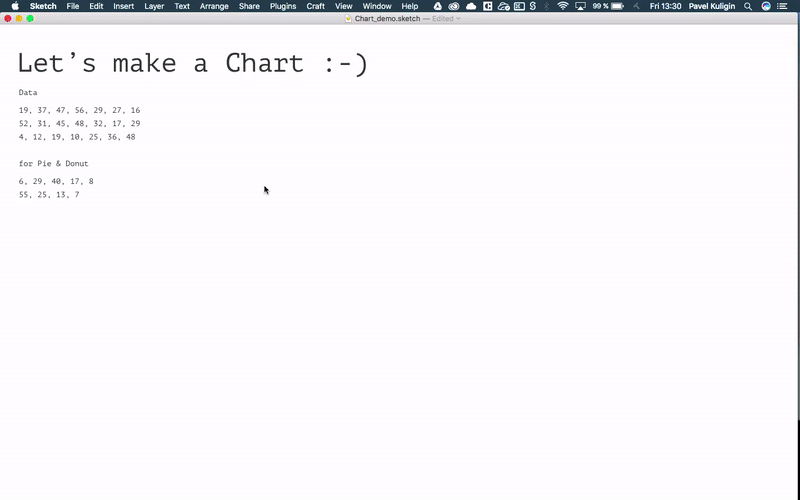 Sketch File Edit Insert Layer Text Arrange Share Plugins Craft View Window Help 99 % Fri 13:30 Pavel Kuligin
Chart_demo.sketch — Edited
Let’s make a Chart :-)
Data
19, 37, 47, 56, 29, 27, 16
52, 31, 45, 48, 32, 17, 29
4, 12, 19, 10, 25, 36, 48
for Pie & Donut
6, 29, 40, 17, 8
55, 25, 13, 7